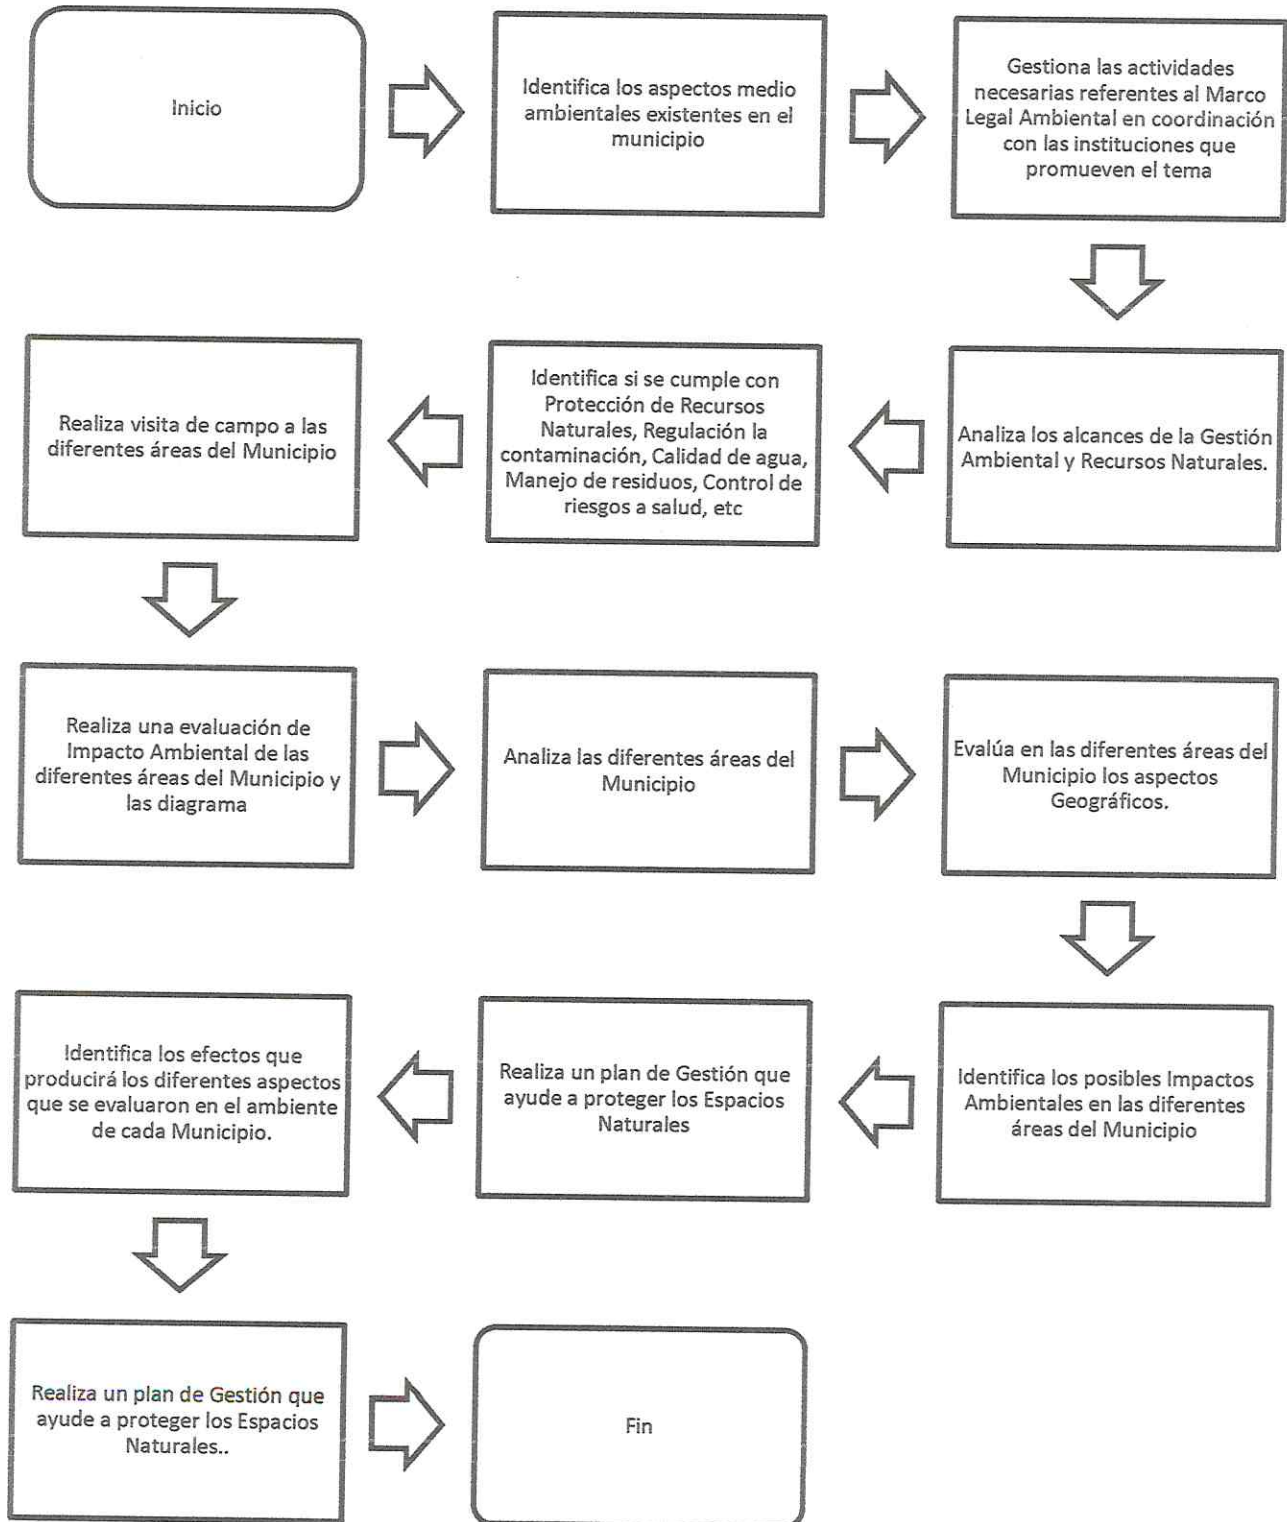 Inicio
Identifica los aspectos medio
ambientales existentes en el
municipio
Gestiona las actividades
necesarias referentes al Marco
Legal Ambiental en coordinación
con las instituciones que
promueven el tema
Analiza los alcances de la Gestión
Ambiental y Recursos Naturales.
Identifica si se cumple con
Protección de Recursos
Naturales, Regulación la
contaminación, Calidad de agua,
Manejo de residuos, Control de
riesgos a salud, etc
Realiza visita de campo a las
diferentes áreas del Municipio
Realiza una evaluación de
Impacto Ambiental de las
diferentes áreas del Municipio y
las diagrama
Analiza las diferentes áreas del
Municipio
Evalúa en las diferentes áreas del
Municipio los aspectos
Geográficos.
Identifica los posibles Impactos
Ambientales en las diferentes
áreas del Municipio
Realiza un plan de Gestión que
ayude a proteger los Espacios
Naturales
Identifica los efectos que
producirá los diferentes aspectos
que se evaluaron en el ambiente
de cada Municipio.
Realiza un plan de Gestión que
ayude a proteger los Espacios
Naturales..
Fin